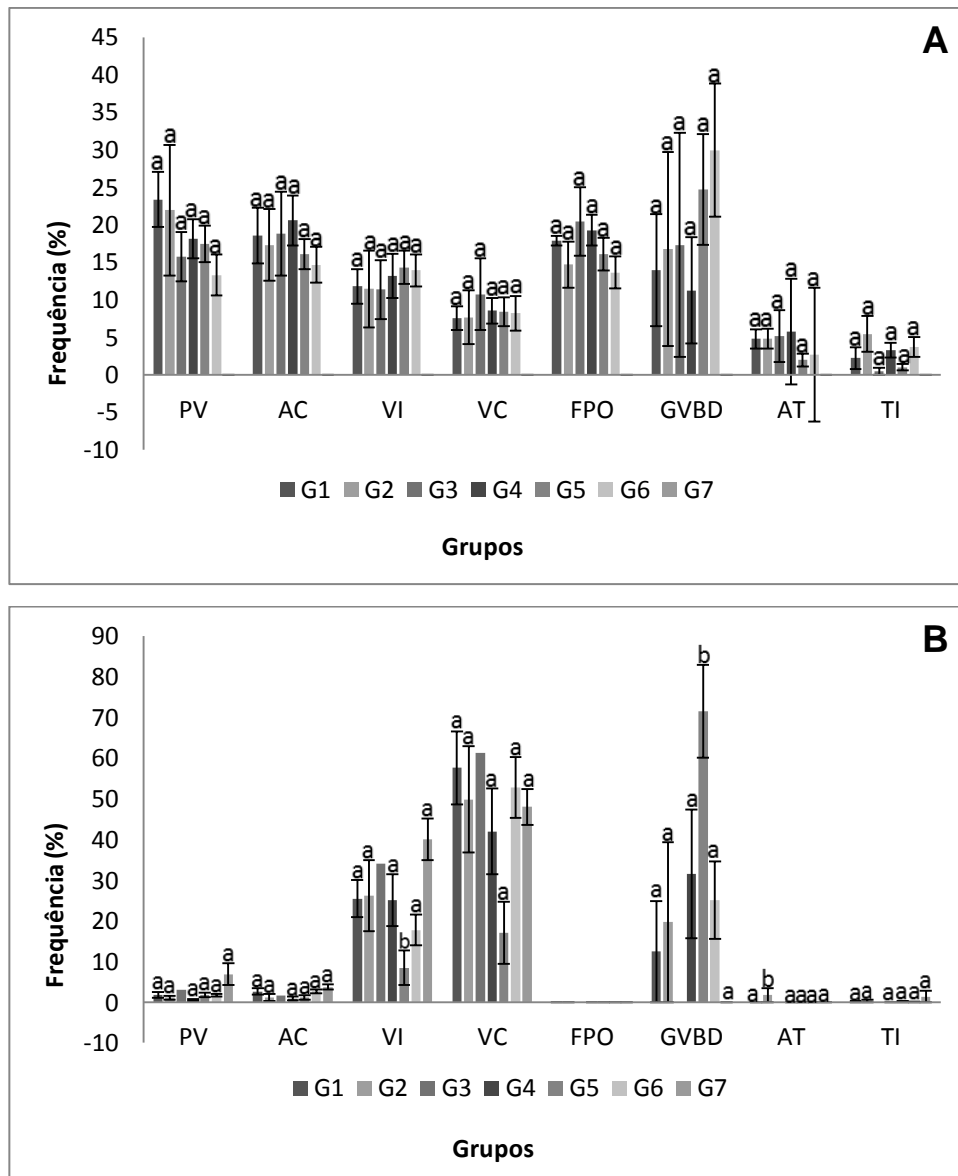 A
45
40
35
30
25
20
15
10
5
0
-5
-10
Frequência (%)
a a a a a a a a a a a a a a a a a a a a a a a a a a a a a a a a a a a a a a a a a a a a a a a a
PV AC VI VC FPO GVBD AT TI
G1 G2 G3 G4 G5 G6 G7
Grupos
B
90
80
70
60
50
40
30
20
10
0
-10
Frequência (%)
a a a a a a a a a a a a a a a b a a a a a a a a a a b a a a b a a a a a a a a a a
PV AC VI VC FPO GVBD AT TI
G1 G2 G3 G4 G5 G6 G7
Grupos